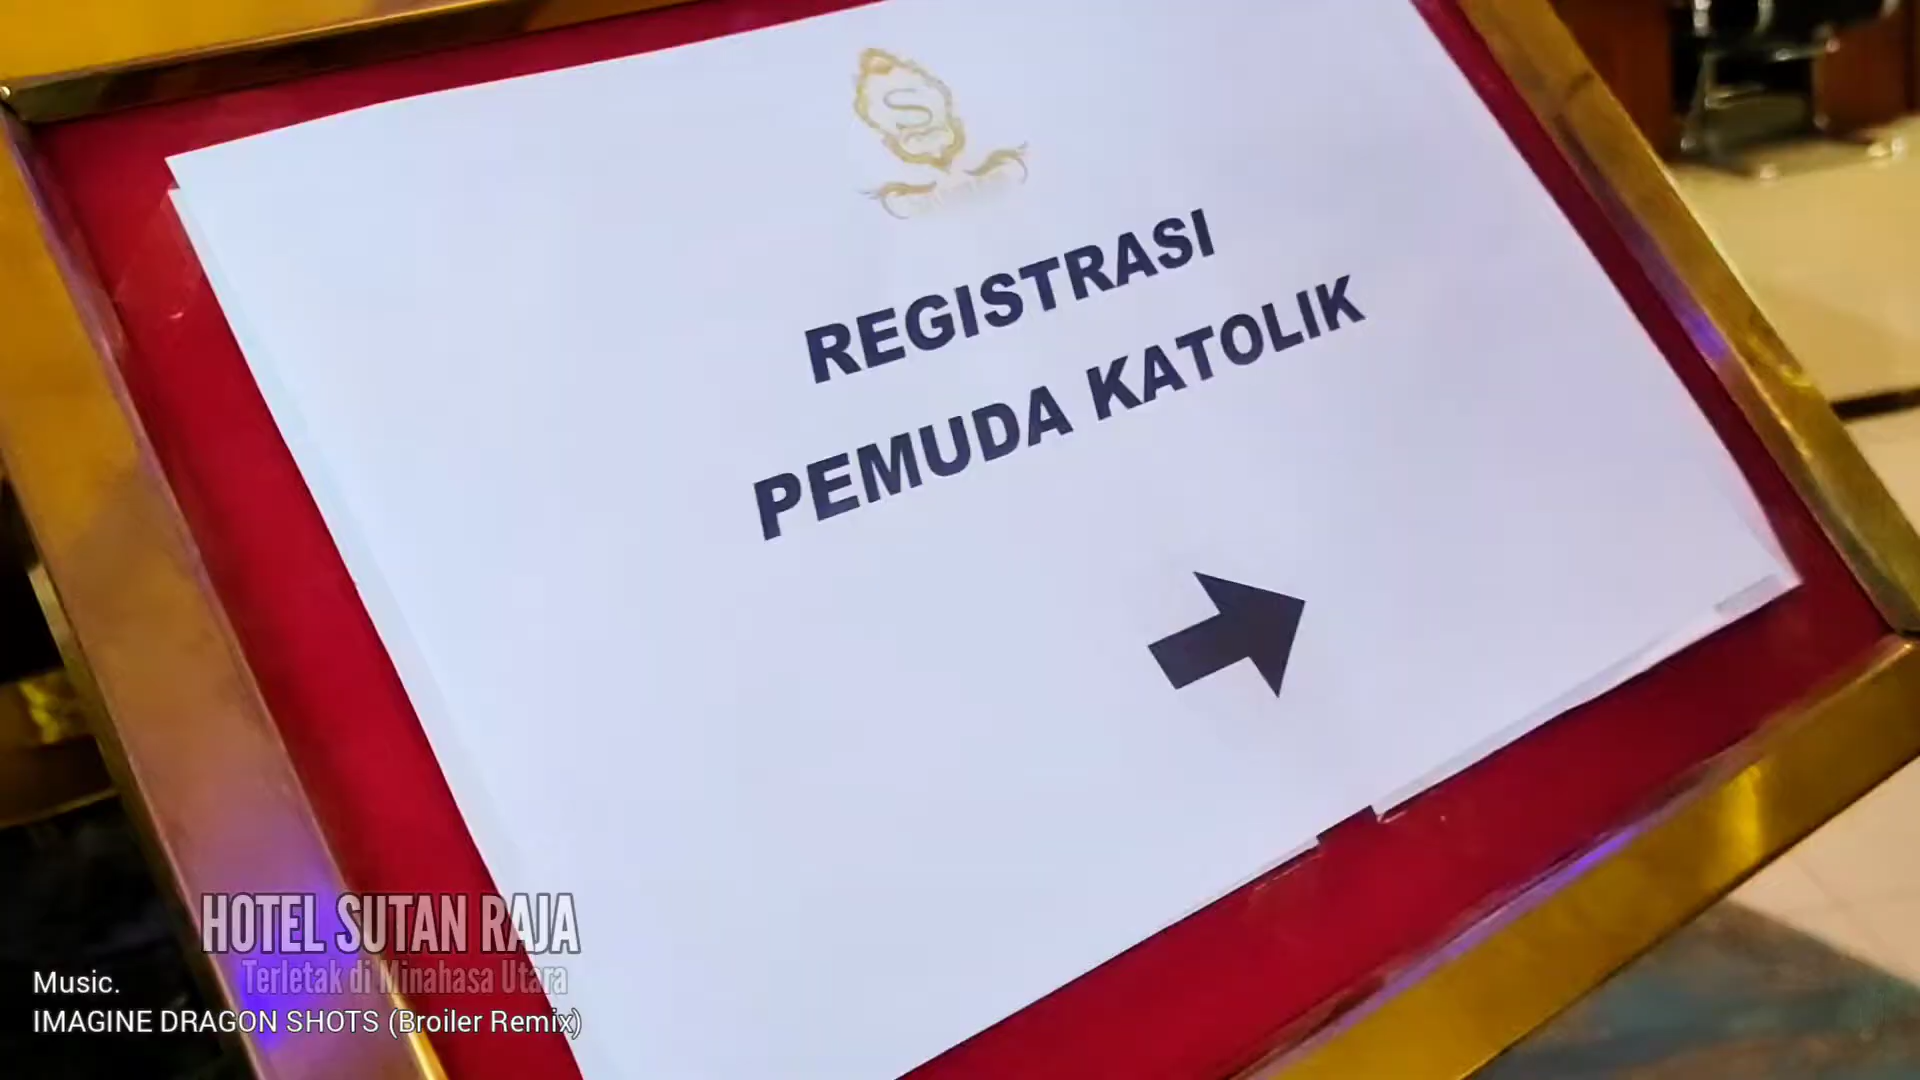 S
REGISTRASI
PEMUDA KATOLIK
HOTEL SUTAN RAJA
Terletak di Minahasa Utara
Music.
IMAGINE DRAGON SHOTS (Broiler Remix)